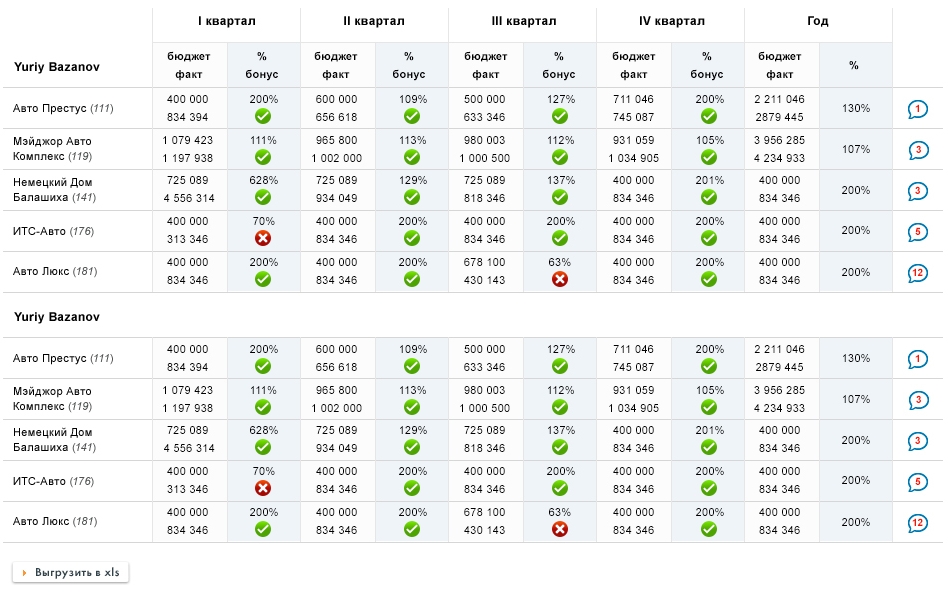 I квартал II квартал III квартал IV квартал Год
Yuriy Bazanov
бюджет % бюджет % бюджет % бюджет % бюджет %
факт бонус факт бонус факт бонус факт бонус факт
Авто Престус (111)
400 000 200% 600 000 109% 500 000 127% 711 046 200% 2 211 046 130% 1
834 394 656 618 633 346 745 087 2879 445
Мэйджор Авто
Комплекс (119)
1 079 423 111% 965 800 113% 980 003 112% 931 059 105% 3 956 285 107% 3
1 197 938 1 002 000 1 000 500 1 034 905 4 234 933
Немецкий Дом
Балашиха (141)
725 089 628% 725 089 129% 725 089 137% 400 000 201% 400 000 200% 3
4 556 314 934 049 818 346 834 346 834 346
ИТС-Авто (176)
400 000 70% 400 000 200% 400 000 200% 400 000 200% 400 000 200% 5
313 346 834 346 834 346 834 346 834 346
Авто Люкс (181)
400 000 200% 400 000 200% 678 100 63% 400 000 200% 400 000 200% 12
834 346 834 346 430 143 834 346 834 346
Yuriy Bazanov
Авто Престус (111)
400 000 200% 600 000 109% 500 000 127% 711 046 200% 2 211 046 130% 1
834 394 656 618 633 346 745 087 2879 445
Мэйджор Авто
Комплекс (119)
1 079 423 111% 965 800 113% 980 003 112% 931 059 105% 3 956 285 107% 3
1 197 938 1 002 000 1 000 500 1 034 905 4 234 933
Немецкий Дом
Балашиха (141)
725 089 628% 725 089 129% 725 089 137% 400 000 201% 400 000 200% 3
4 556 314 934 049 818 346 834 346 834 346
ИТС-Авто (176)
400 000 70% 400 000 200% 400 000 200% 400 000 200% 400 000 200% 5
313 346 834 346 834 346 834 346 834 346
Авто Люкс (181)
400 000 200% 400 000 200% 678 100 63% 400 000 200% 400 000 200% 12
834 346 834 346 430 143 834 346 834 346
Выгрузить в xls